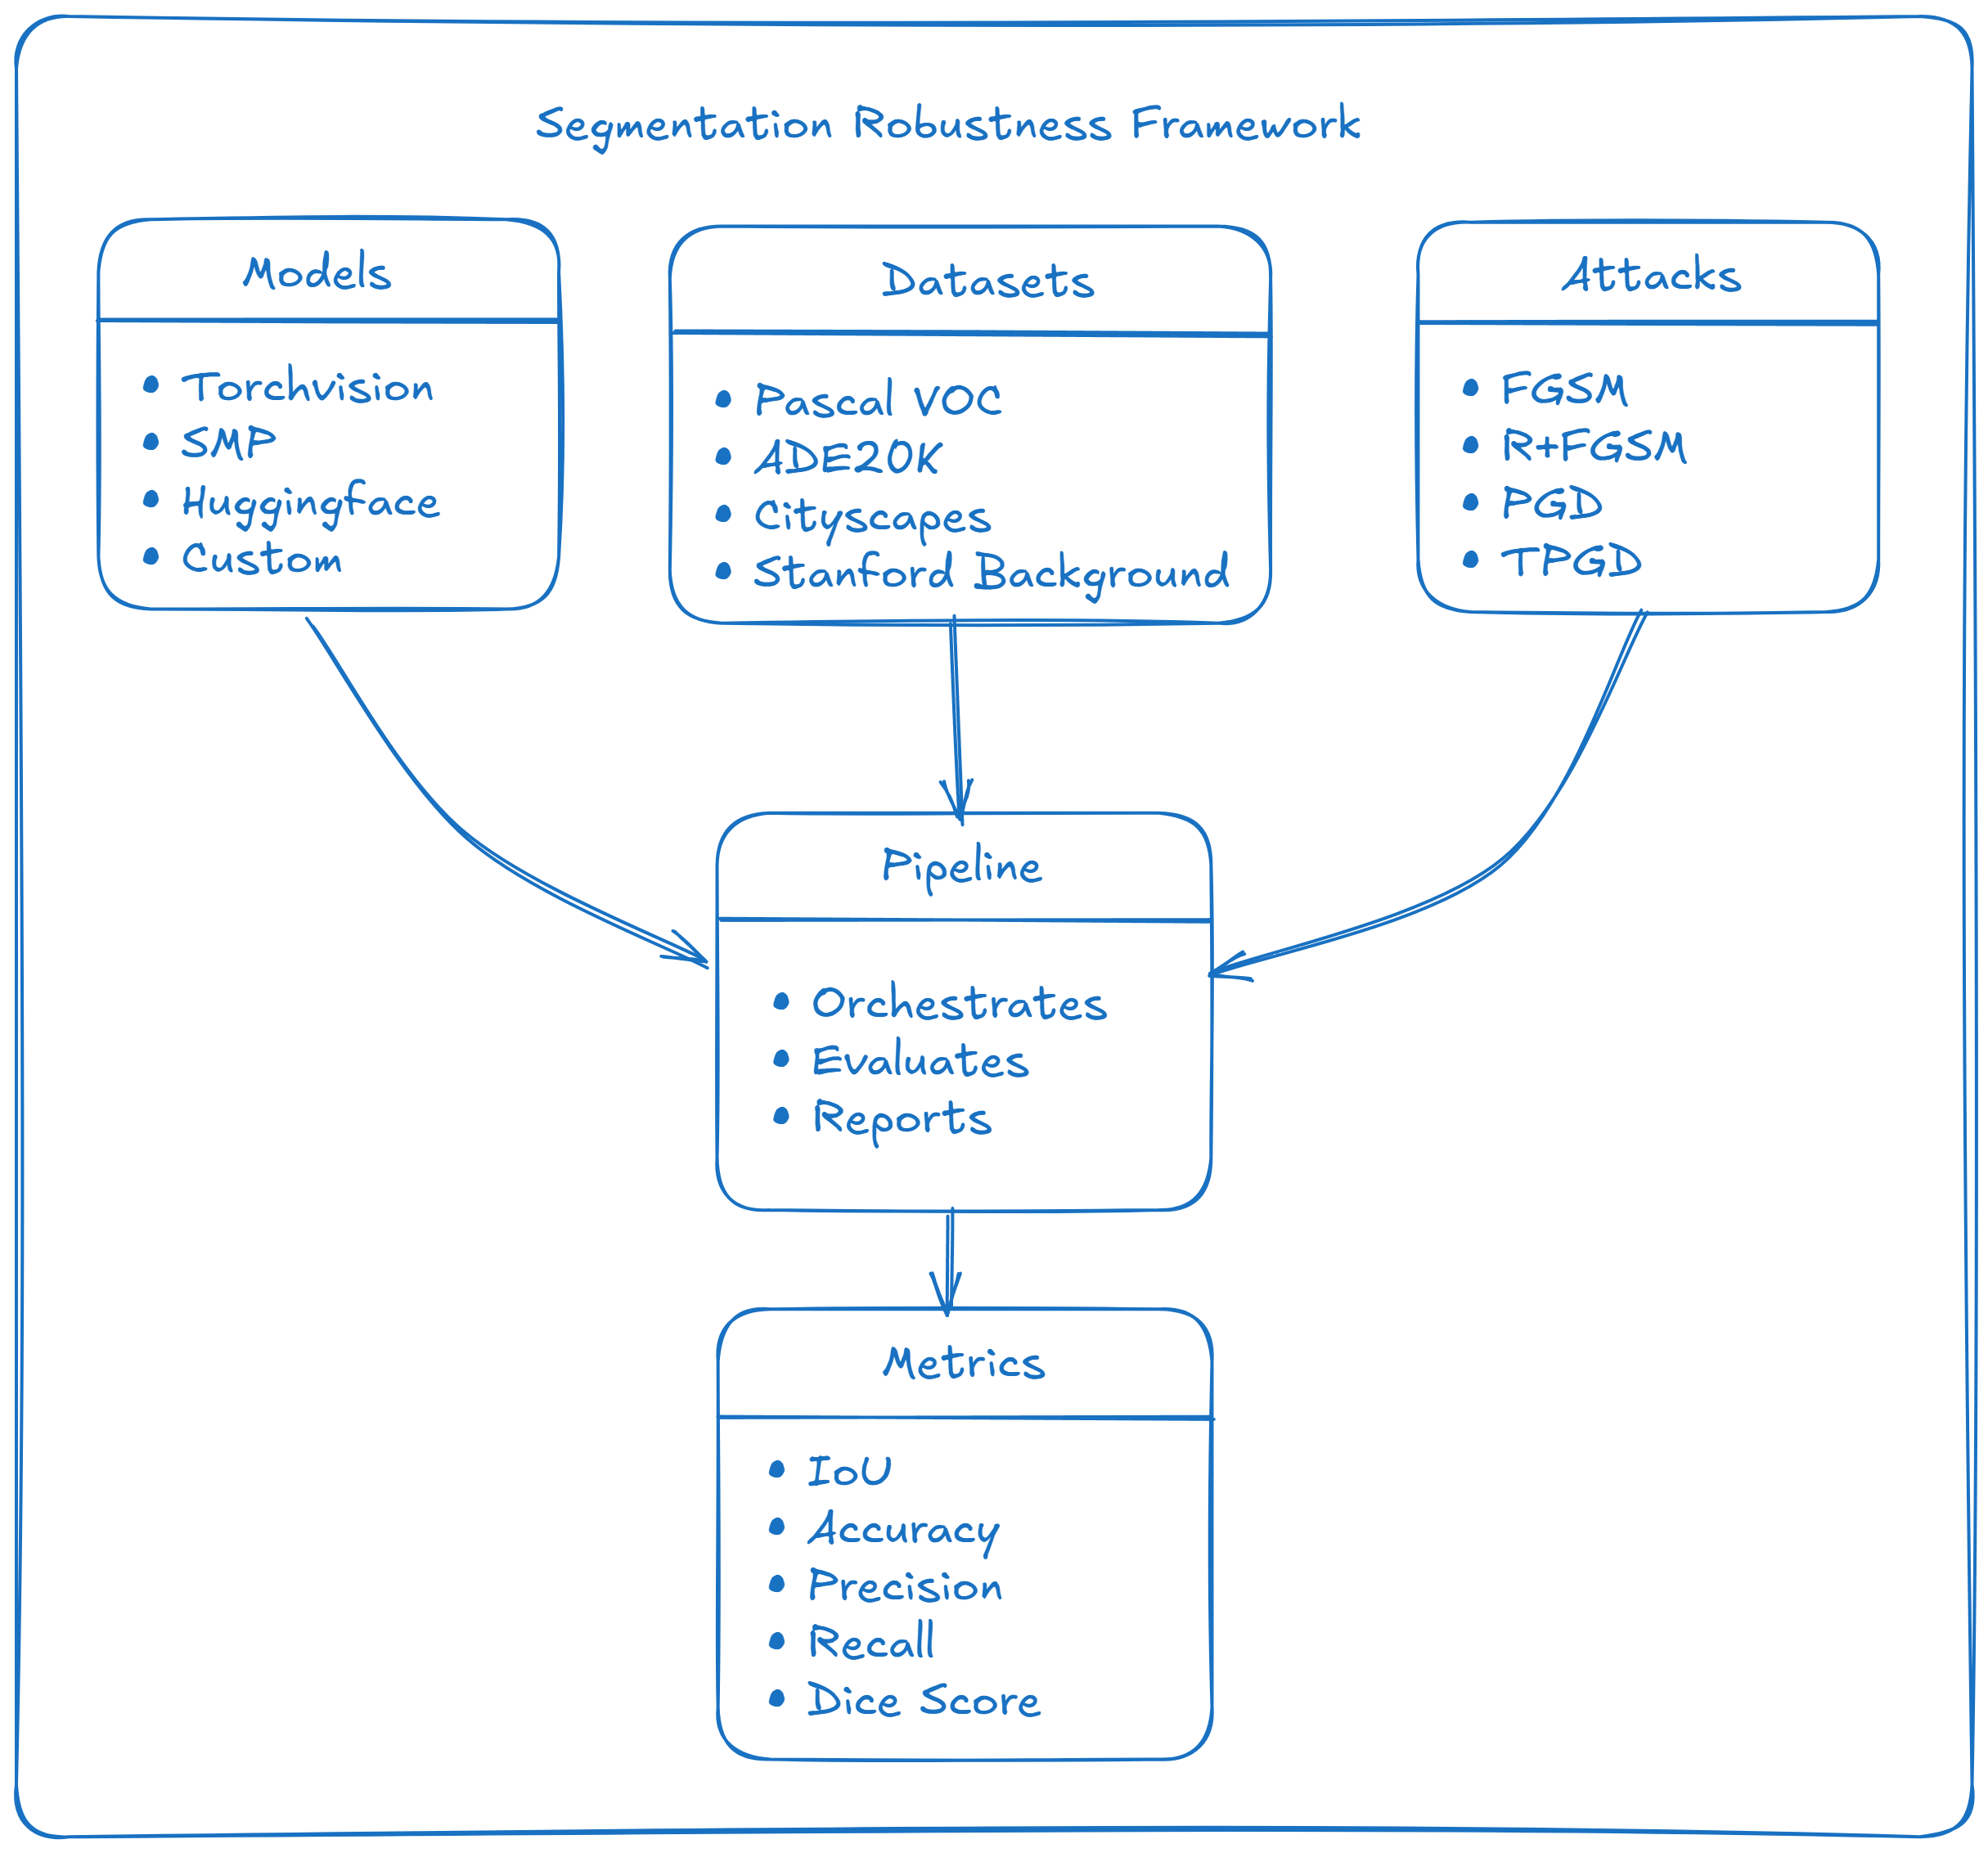 Segmentation Robustness Framework
Models
• Torchvision
• SMP
• Huggingface
• Custom
Datasets
• Pascal VOC
• ADE20K
• Cityscapes
• Stanford Background
Attacks
• FGSM
• R+FGSM
• PGD
• TPGD
Pipeline
• Orchestrates
• Evaluates
• Reports
Metrics
• IoU
• Accuracy
• Precision
• Recall
• Dice Score